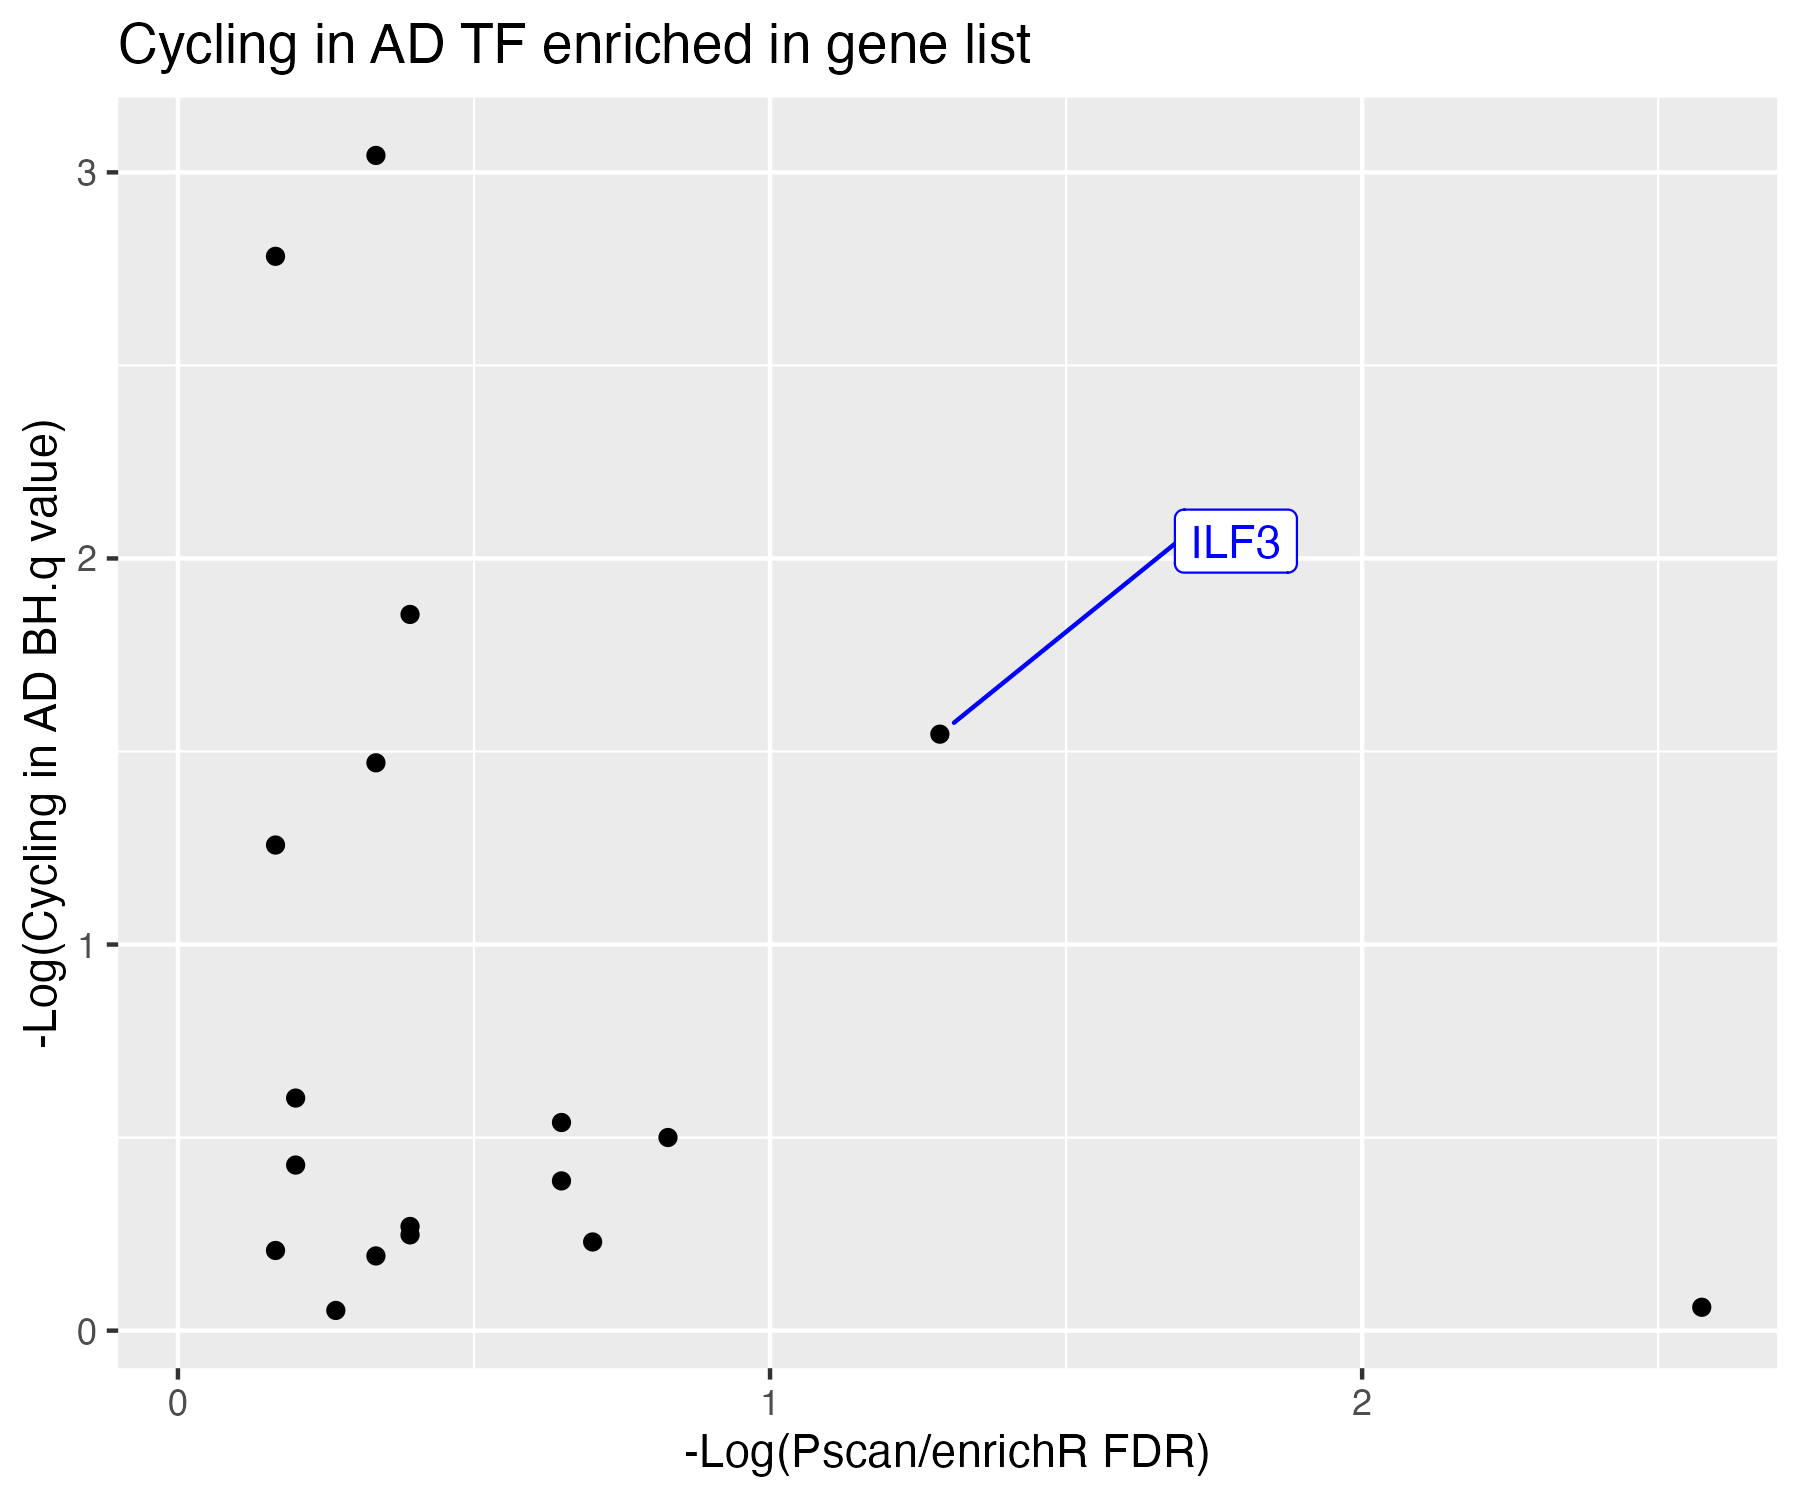 Cycling in AD TF enriched in gene list
-Log(Cycling in AD BH.q value)
3
2
1
0
ILF3
0
1
2
-Log(Pscan/enrichR FDR)